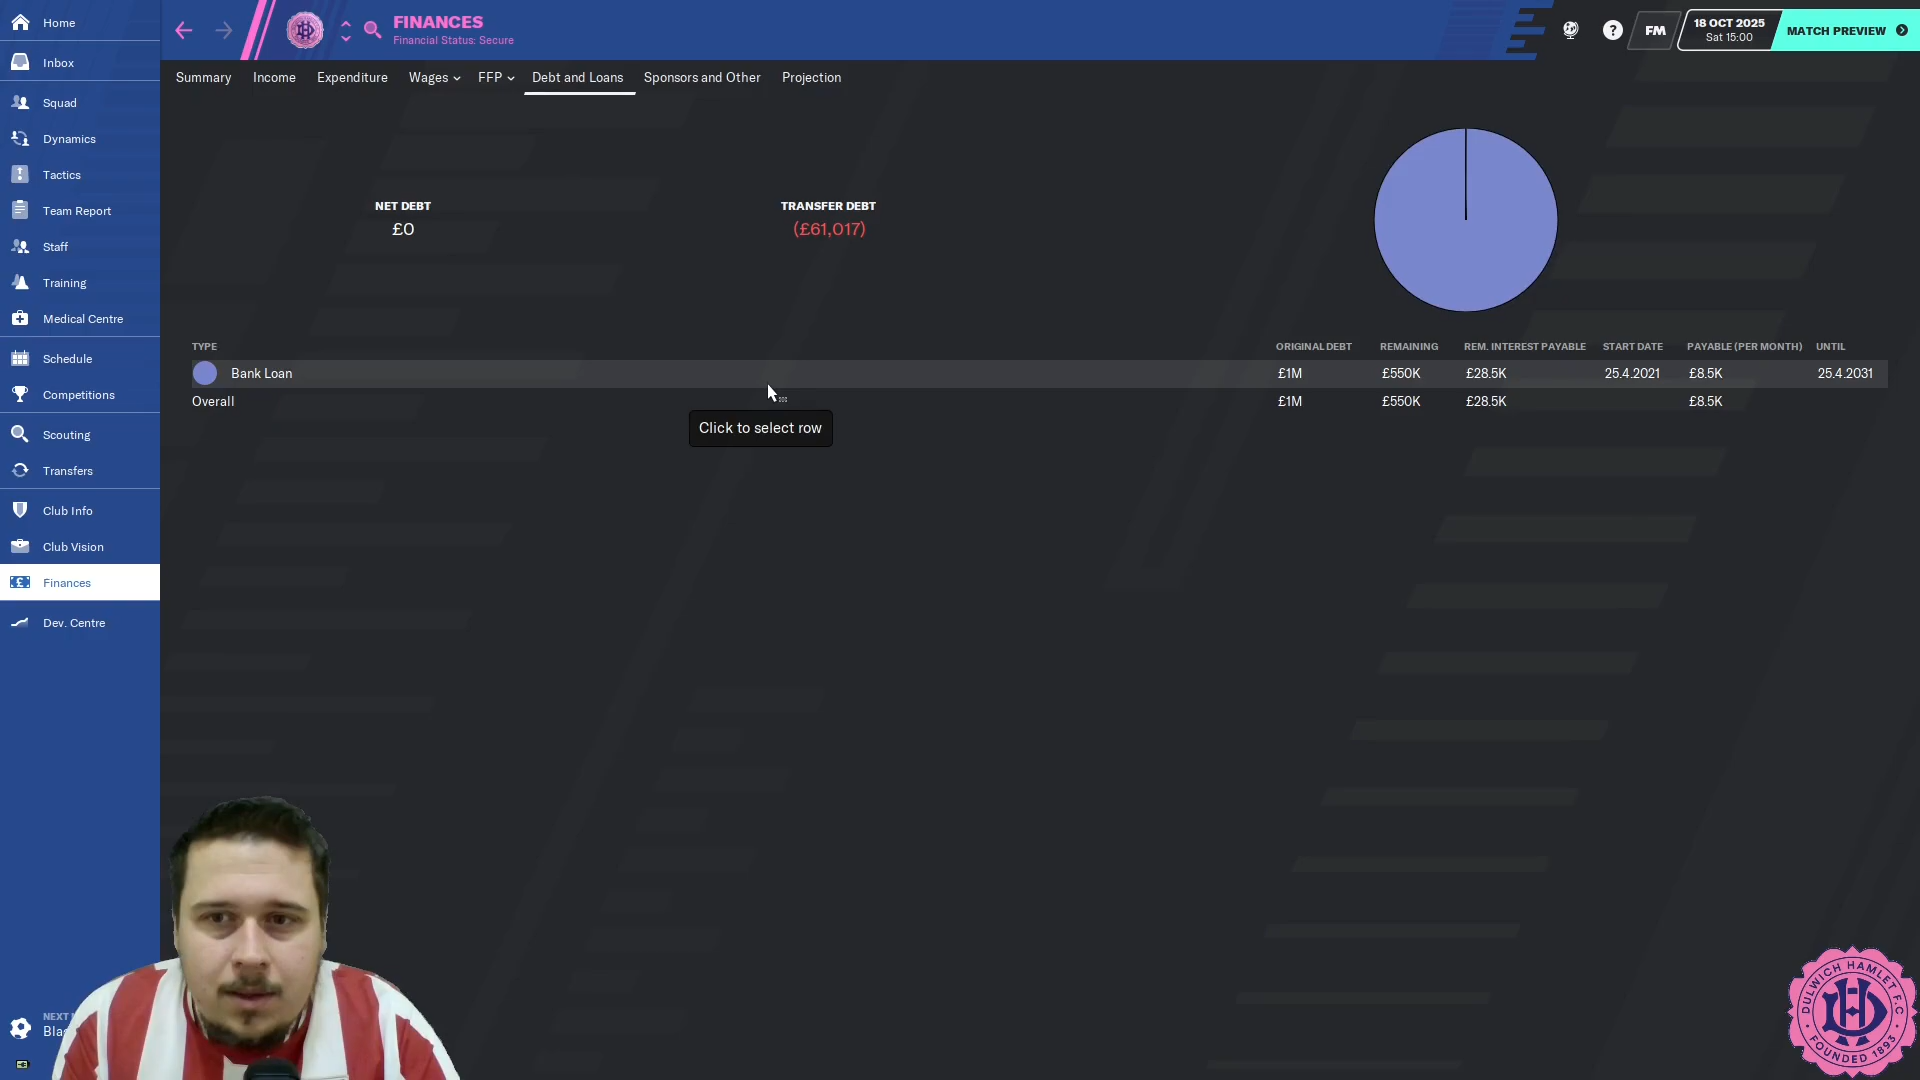 Home
Inbox
Squad
Dynamics
Tactics
Team Report
Staff
Training
Medical Centre
Schedule
Competitions
Scouting
Transfers
Club Info
Club Vision
Finances
Dev. Centre
NEXT
Blac
FINANCES
Financial Status: Secure
FM
18 OCT 2025
Sat 15:00
MATCH PREVIEW
Summary Income Expenditure Wages FFP Debt and Loans Sponsors and Other Projection
NET DEBT TRANSFER DEBT
£0 (£61,017)
TYPE ORIGINAL DEBT REMAINING REM. INTEREST PAYABLE START DATE PAYABLE (PER MONTH) UNTIL
Bank Loan £1M £550K £28.5K 25.4.2021 £8.5K 25.4.2031
Overall £1M £550K £28.5K £8.5K
Click to select row
DULWICH HAMLET F.C
DH
FOUNDED 1893